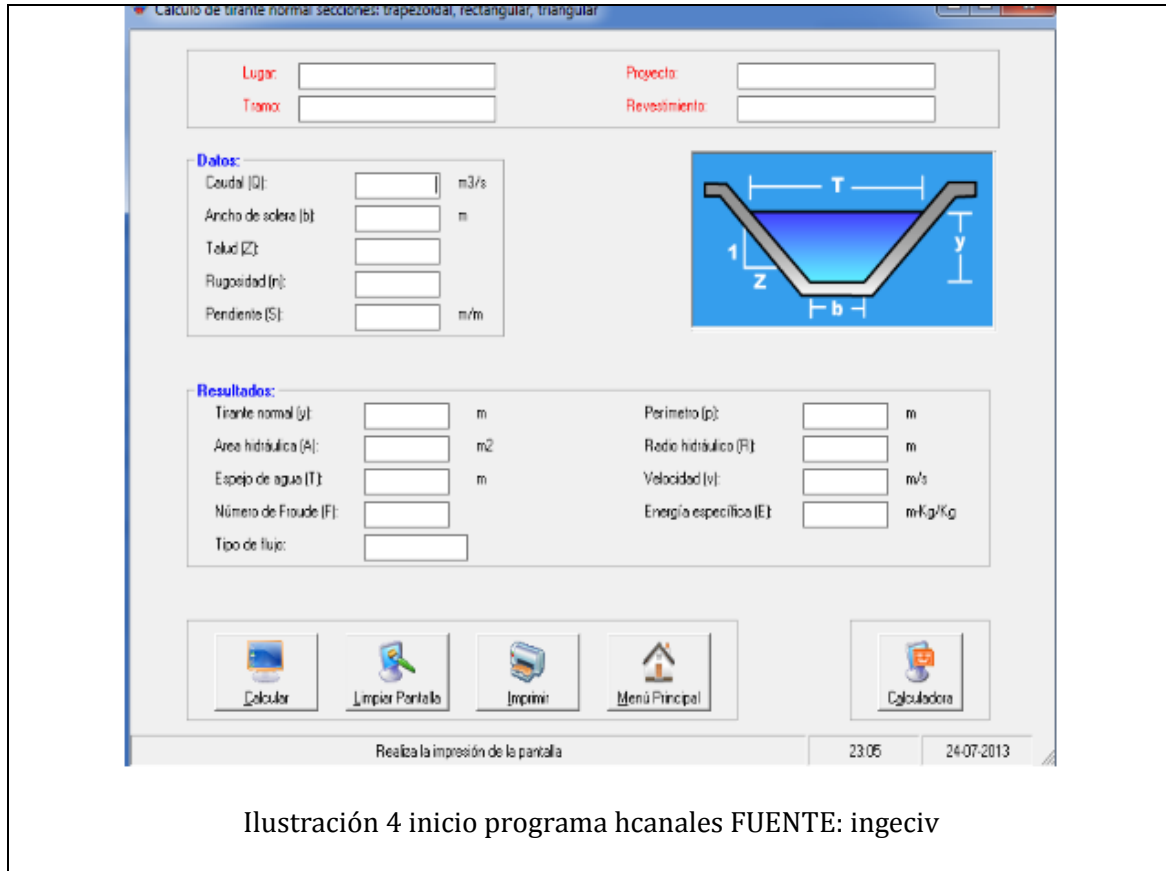 Cálculo de tirante normal secciones: trapezoidal, rectangular, triangular
Lugar:
Proyecto:
Tramo:
Revestimiento:
Datos:
Caudal (Q):
m3/s
Ancho de solera (b):
m
Talud (Z):
Rugosidad (n):
Pendiente (S):
m/m
T
1
Z
y
b
Resultados:
Tirante normal (y):
m
Perimetro (p):
m
Area hidráulica (A):
m2
Radio hidráulico (R):
m
Espejo de agua (T):
m
Velocidad (v):
m/s
Número de Froude (F):
Energía específica (E):
m-Kg/Kg
Tipo de flujo:
Calcular
Limpiar Pantalla
Imprimir
Menú Principal
Calculadora
Realiza la impresión de la pantalla
23:05
24-07-2013
Ilustración 4 inicio programa hcanales FUENTE: ingeciv